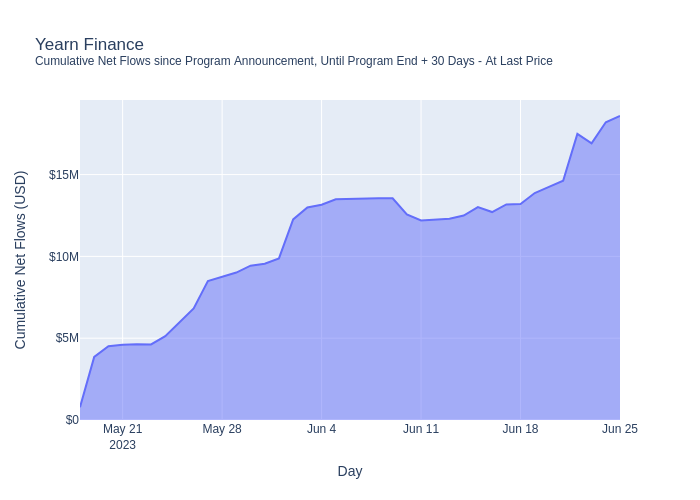 Yearn Finance
Cumulative Net Flows since Program Announcement, Until Program End + 30 Days - At Last Price
Cumulative Net Flows (USD)
$15M
$10M
$5M
$0
May 21
2023
May 28
Jun 4
Jun 11
Jun 18
Jun 25
Day